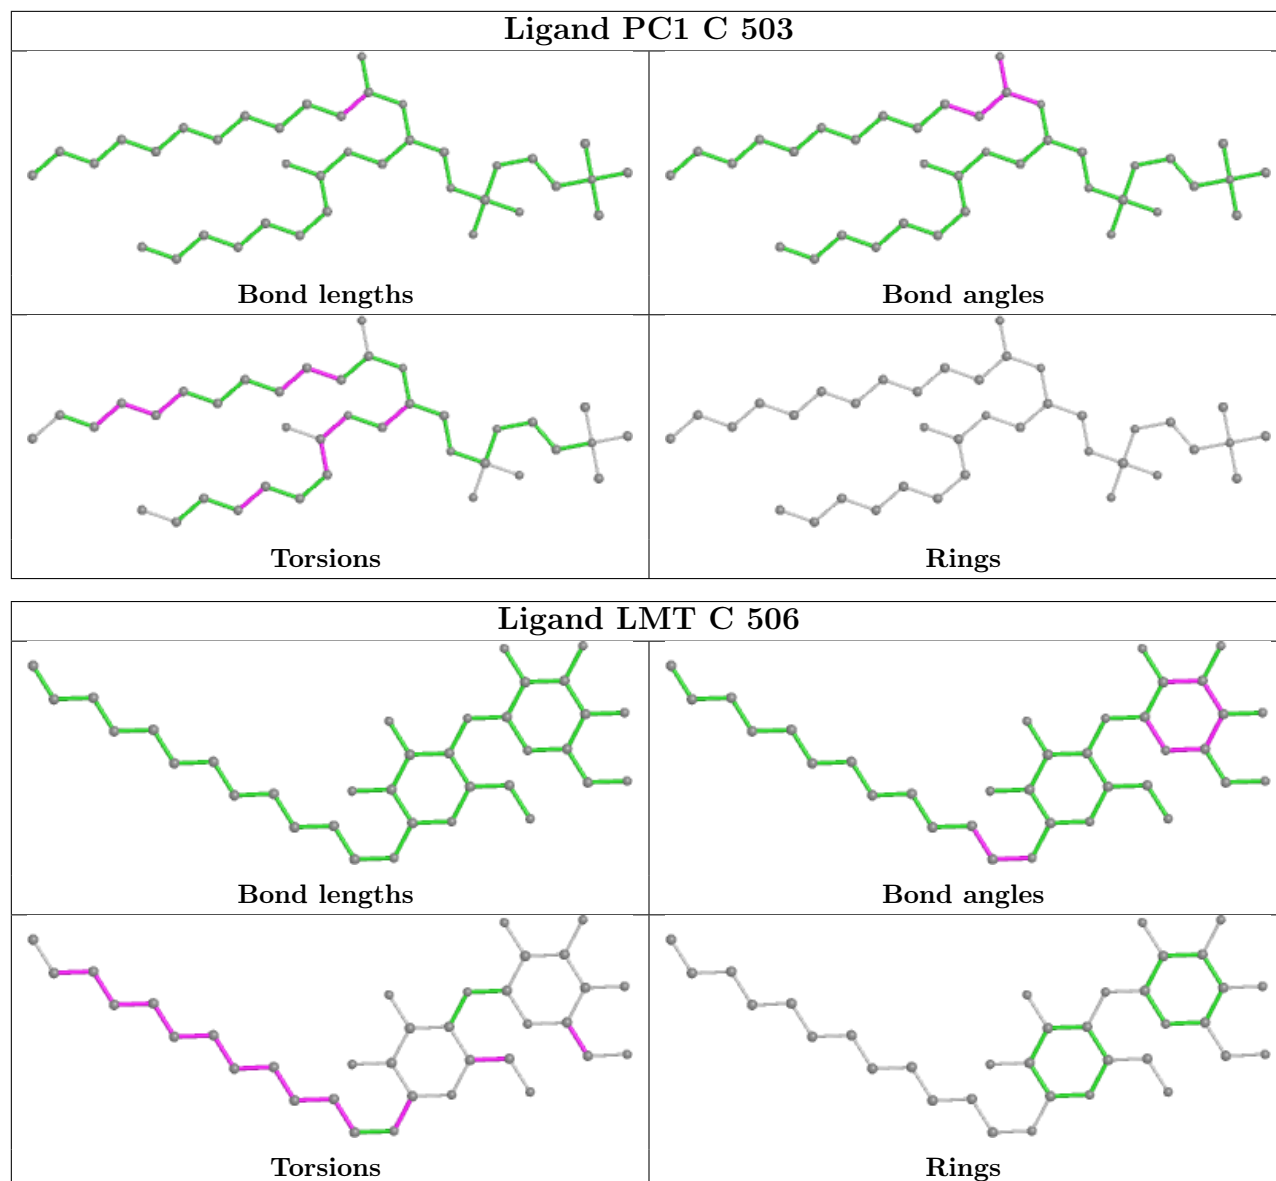 Ligand PC1 C 503
Bond lengths
Bond angles
Torsions
Rings
Ligand LMT C 506
Bond lengths
Bond angles
Torsions
Rings